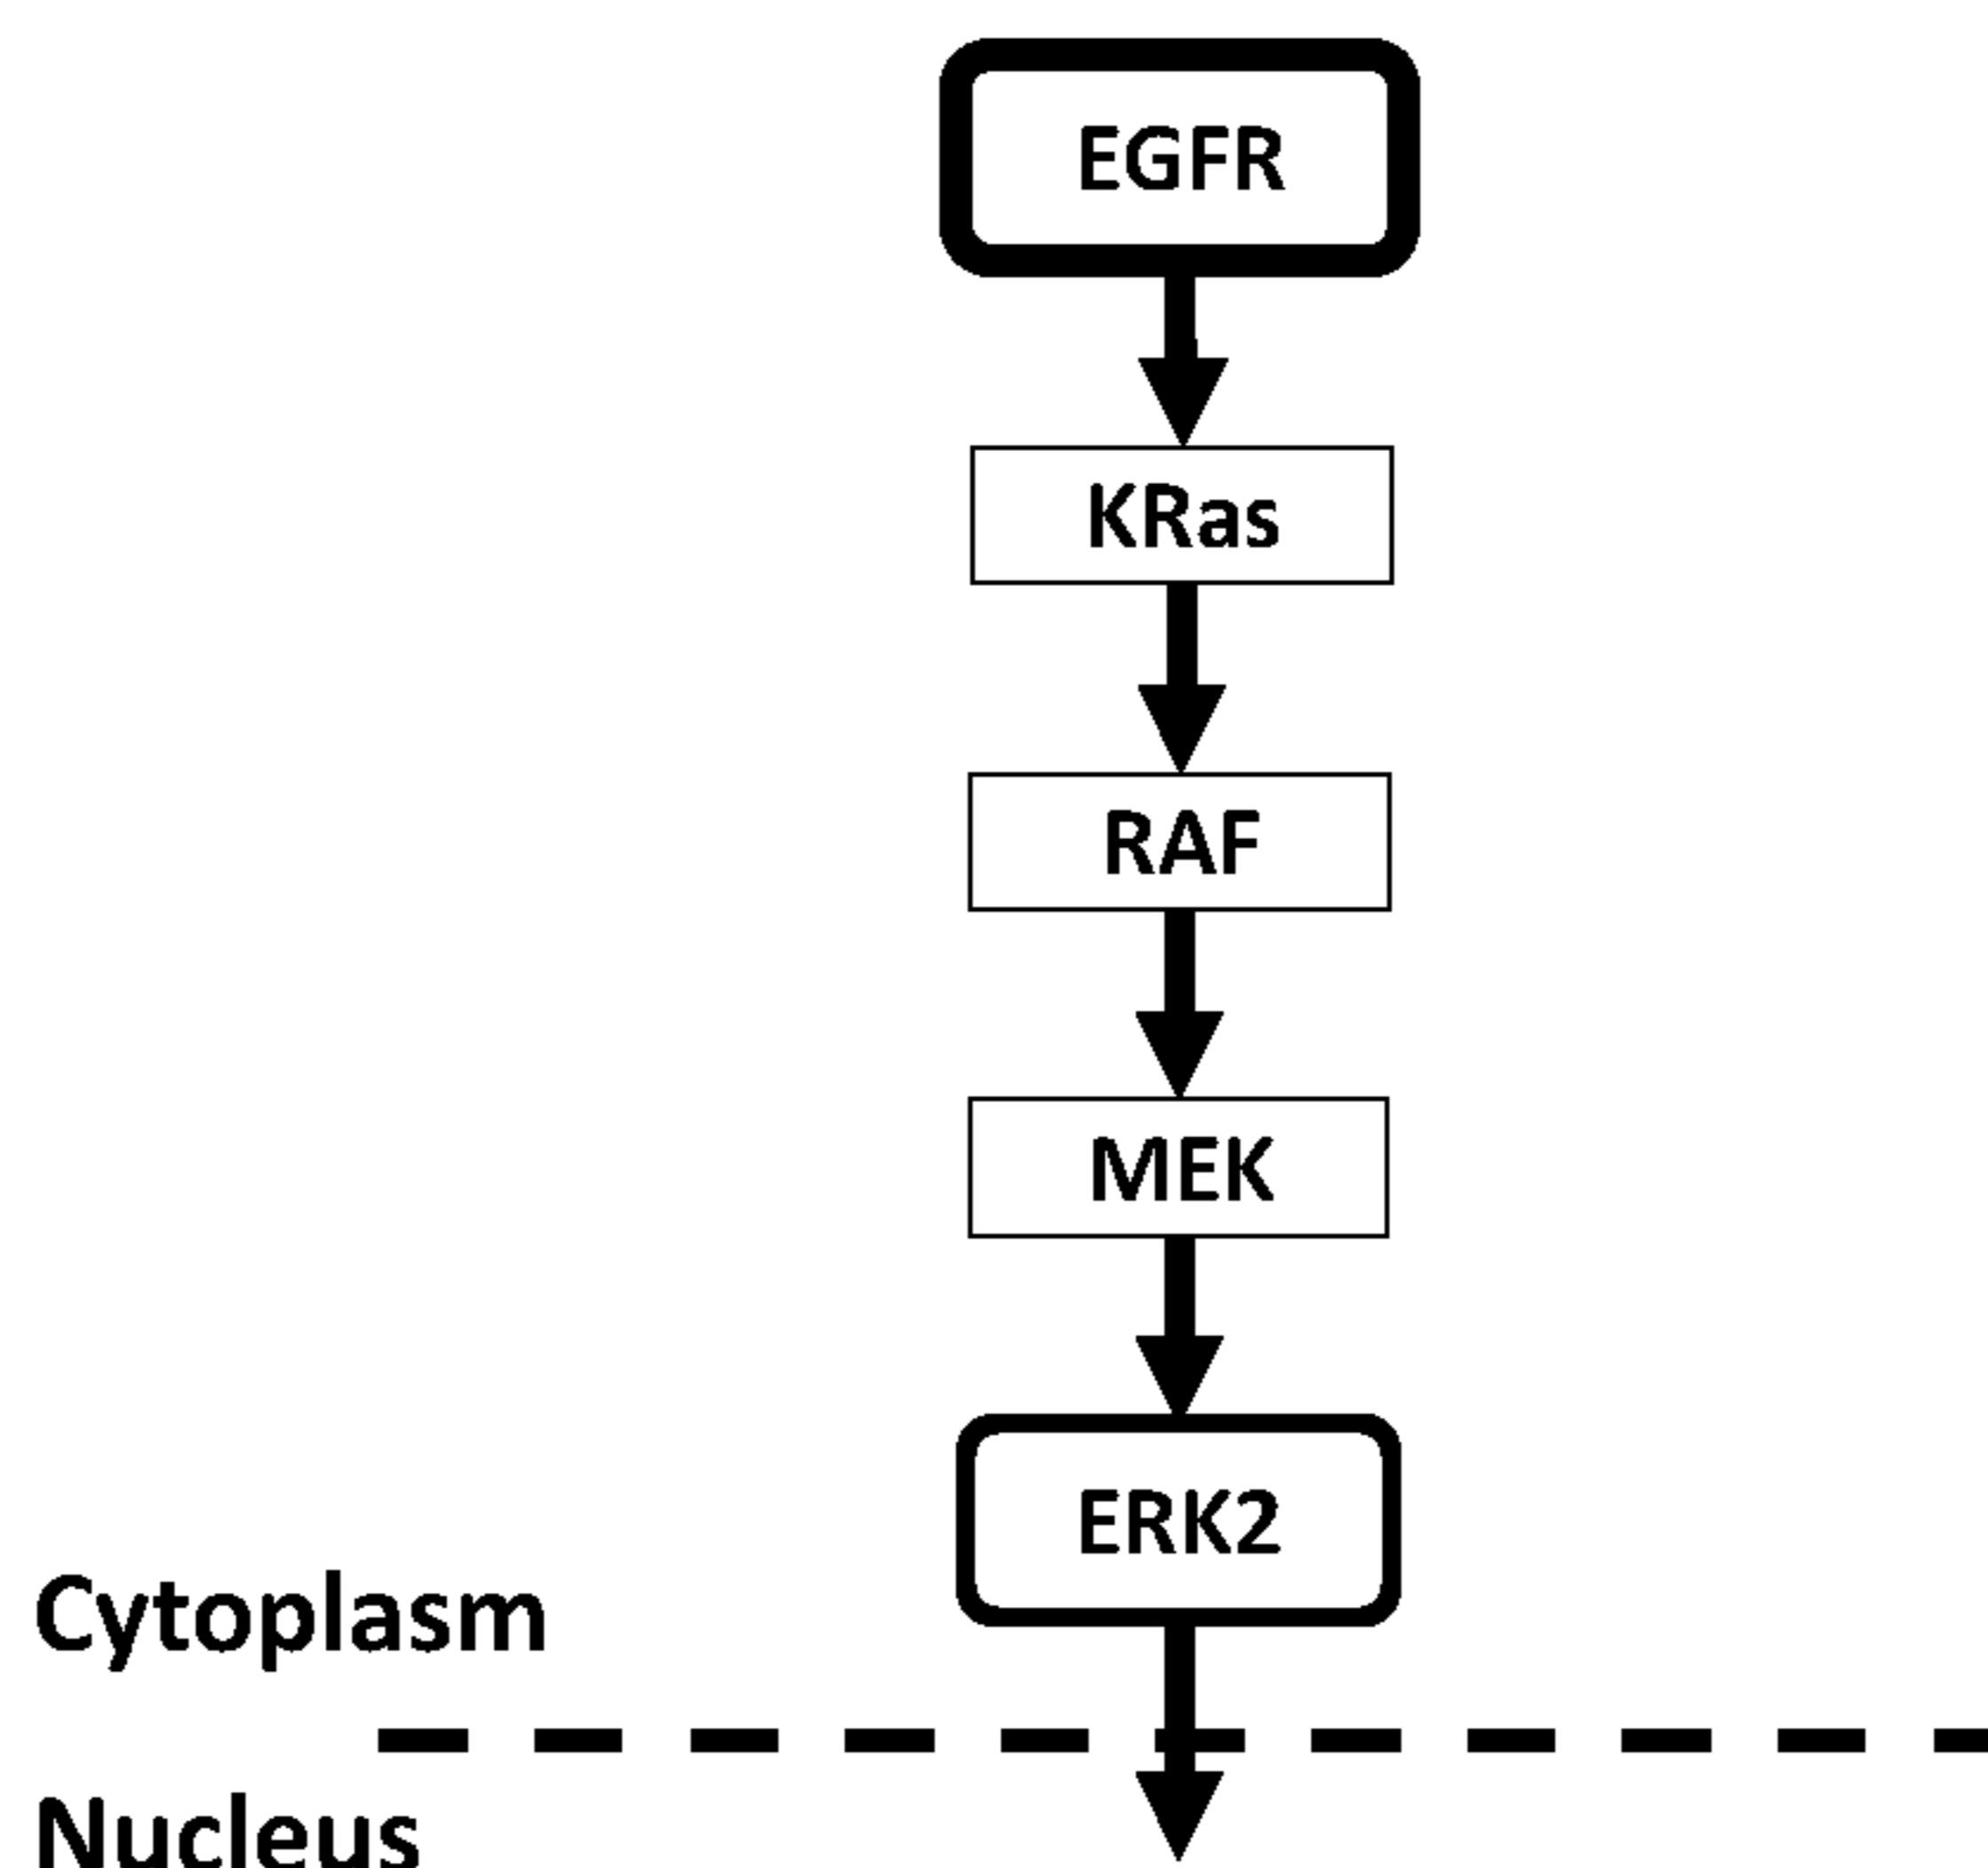 EGFR
KRas
RAF
MEK
ERK2
Cytoplasm
Nucleus